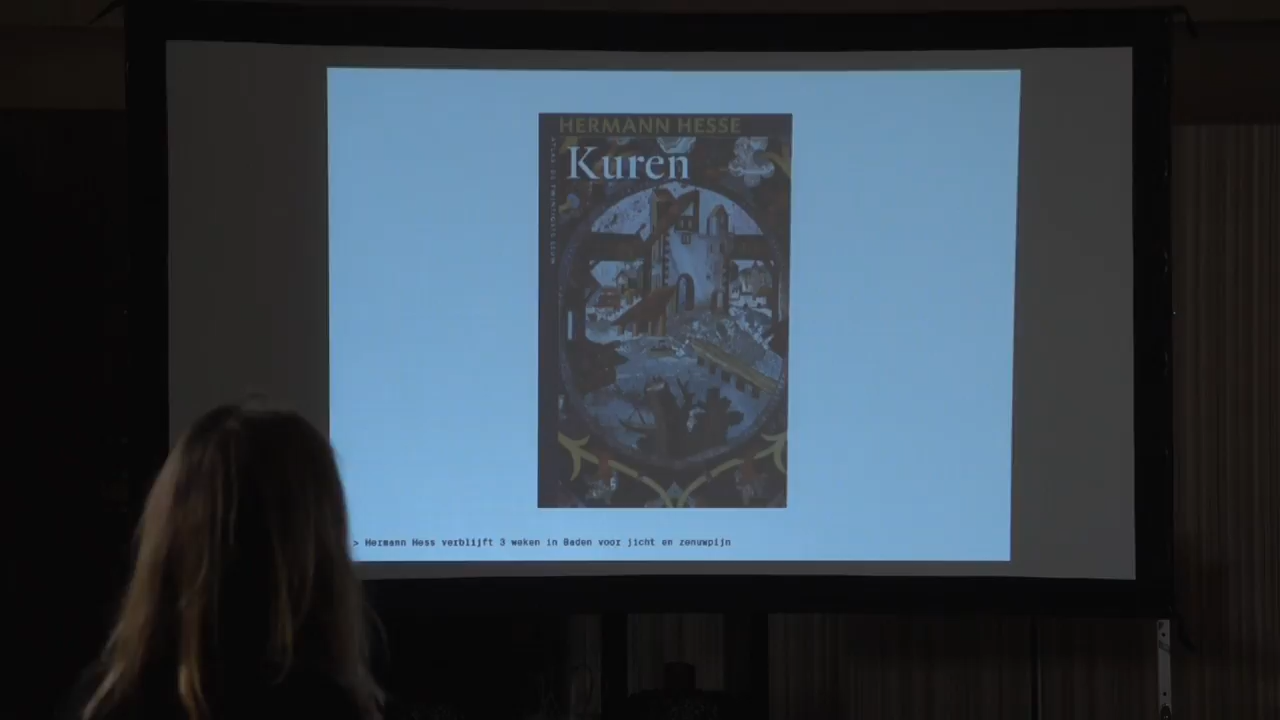 HERMANN HESSE
Kuren
> Hermann Hess verblijft 3 weken in Baden voor jicht en zenuwpijn